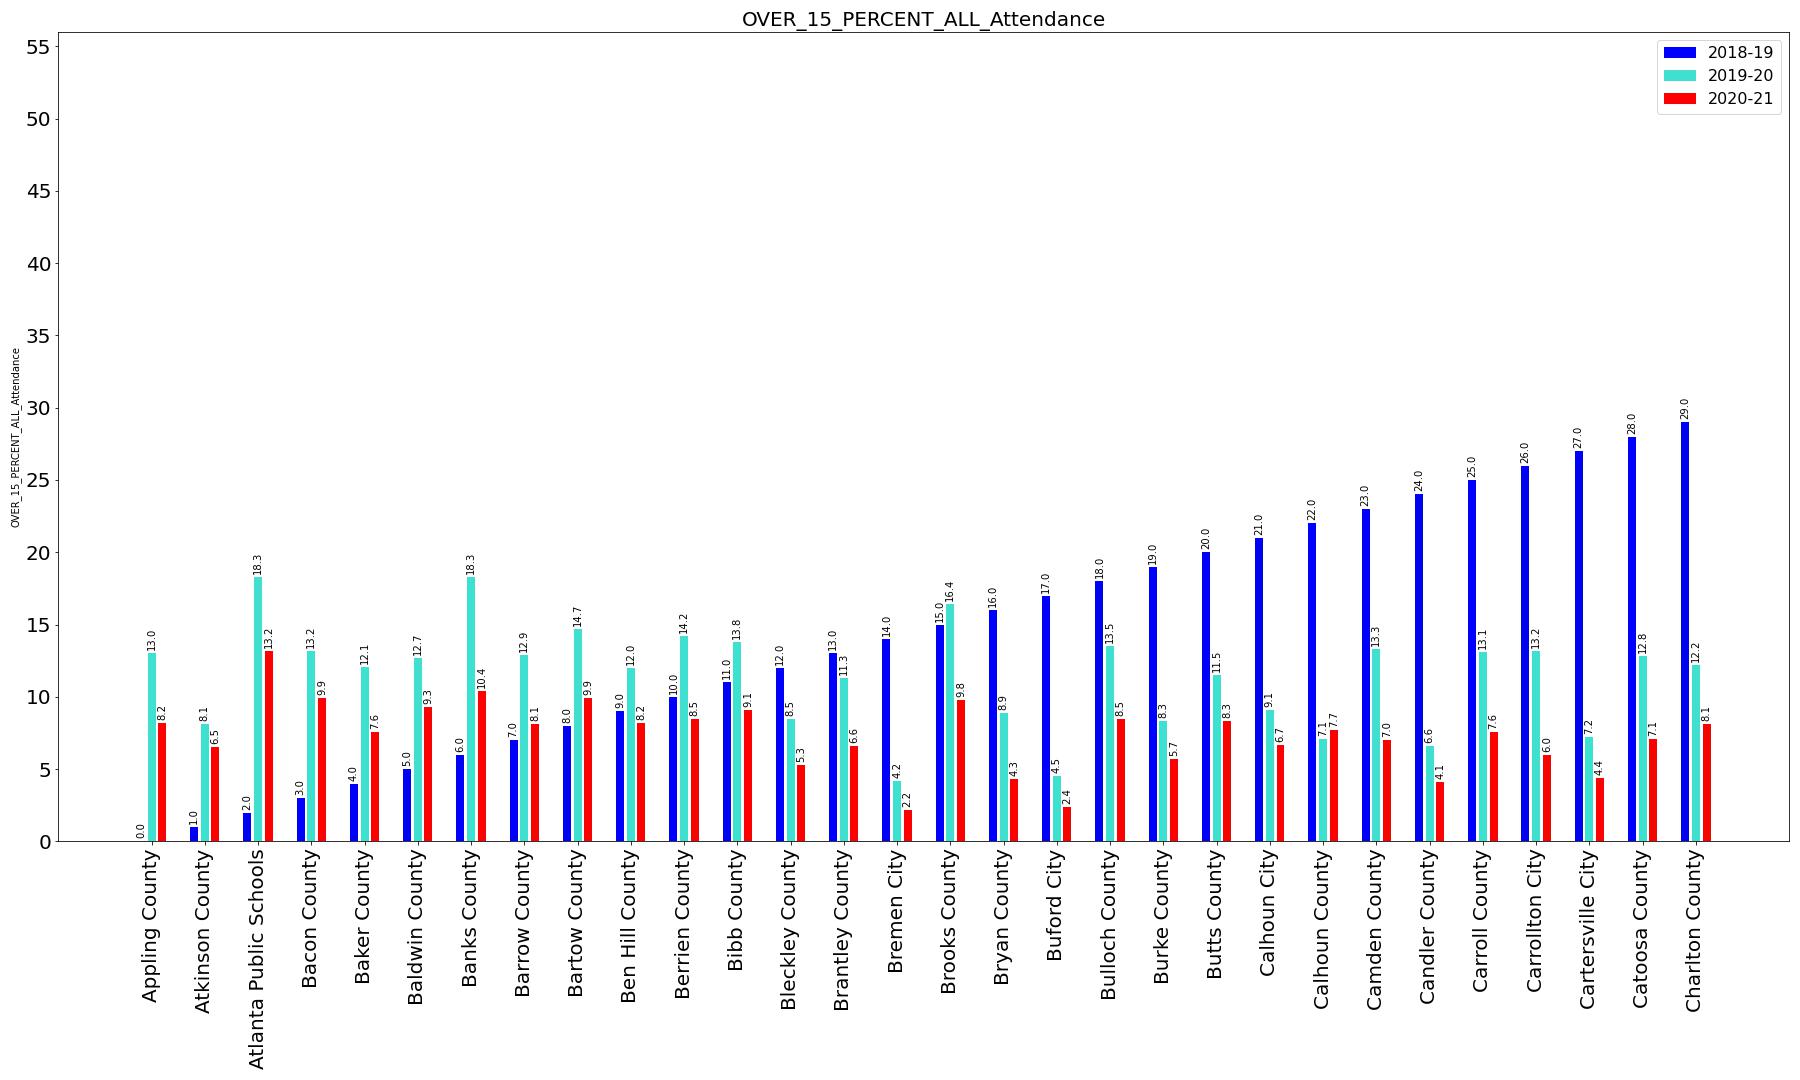 OVER_15_PERCENT_ALL_Attendance
2018-19
2019-20
2020-21
OVER_15_PERCENT_ALL_Attendance
55
50
45
40
35
30
25
20
15
10
5
0
0.0 13.0 8.2
1.0 8.1 6.5
2.0 18.3 13.2
3.0 13.2 9.9
4.0 12.1 7.6
5.0 12.7 9.3
6.0 18.3 10.4
7.0 12.9 8.1
8.0 14.7 9.9
9.0 12.0 8.2
10.0 14.2 8.5
11.0 13.8 9.1
12.0 8.5 5.3
13.0 11.3 6.6
14.0 4.2 2.2
15.0 16.4 9.8
16.0 8.9 4.3
17.0 4.5 2.4
18.0 13.5 8.5
19.0 8.3 5.7
20.0 11.5 8.3
21.0 9.1 6.7
22.0 7.1 7.7
23.0 13.3 7.0
24.0 6.6 4.1
25.0 13.1 7.6
26.0 13.2 6.0
27.0 7.2 4.4
28.0 12.8 7.1
29.0 12.2 8.1
Appling County
Atkinson County
Atlanta Public Schools
Bacon County
Baker County
Baldwin County
Banks County
Barrow County
Bartow County
Ben Hill County
Berrien County
Bibb County
Bleckley County
Brantley County
Bremen City
Brooks County
Bryan County
Buford City
Bulloch County
Burke County
Butts County
Calhoun City
Calhoun County
Camden County
Candler County
Carroll County
Carrollton City
Cartersville City
Catoosa County
Charlton County